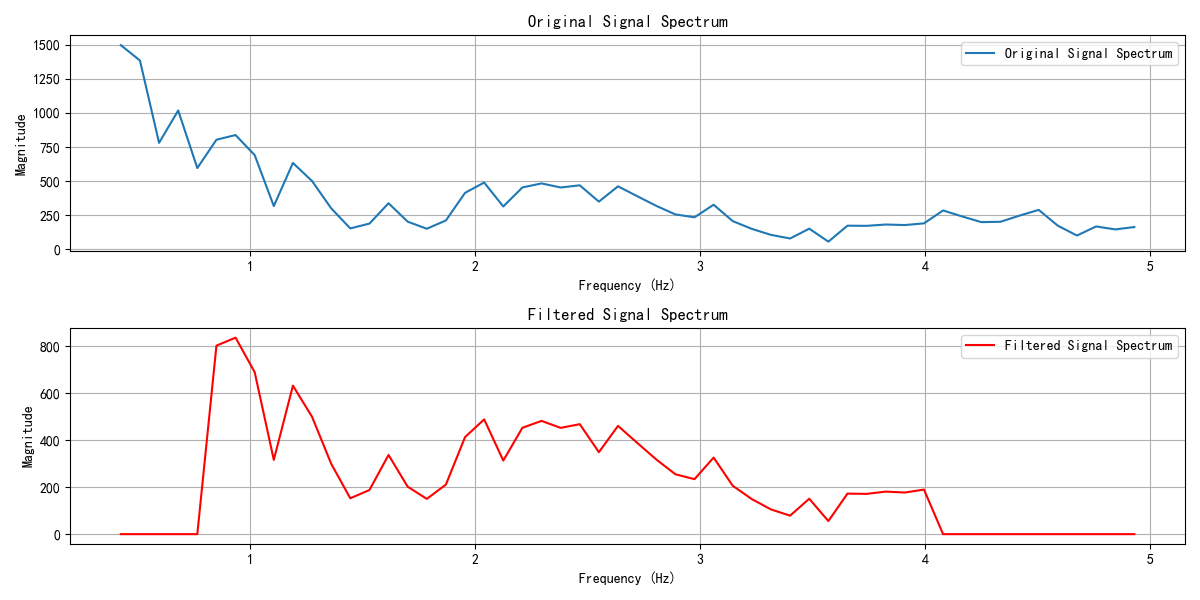 Original Signal Spectrum
1500
1250
1000
750
500
250
0
Magnitude
Original Signal Spectrum
1 2 3 4 5
Frequency (Hz)
Filtered Signal Spectrum
800
600
400
200
0
Magnitude
Filtered Signal Spectrum
1 2 3 4 5
Frequency (Hz)